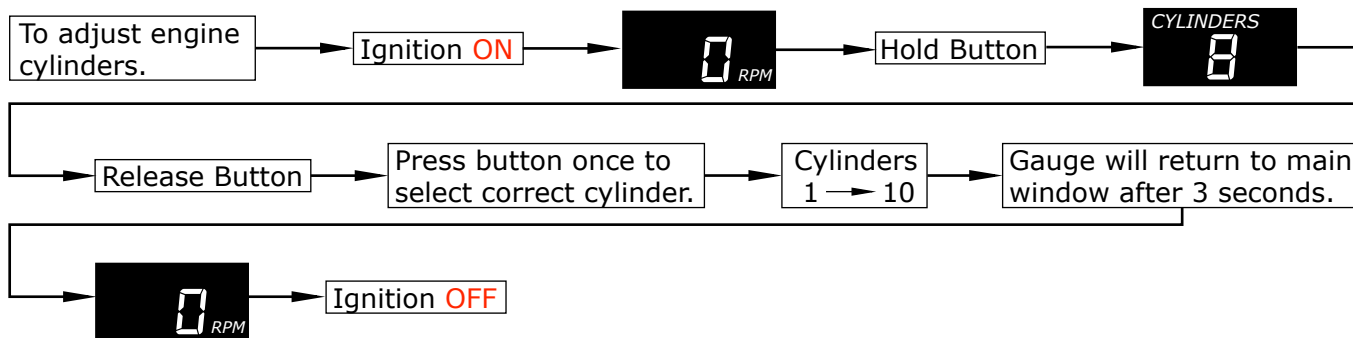 To adjust engine
cylinders.
Ignition ON
0 RPM
Hold Button
CYLINDERS
8
Release Button
Press button once to
select correct cylinder.
Cylinders
1 → 10
Gauge will return to main
window after 3 seconds.
0 RPM
Ignition OFF